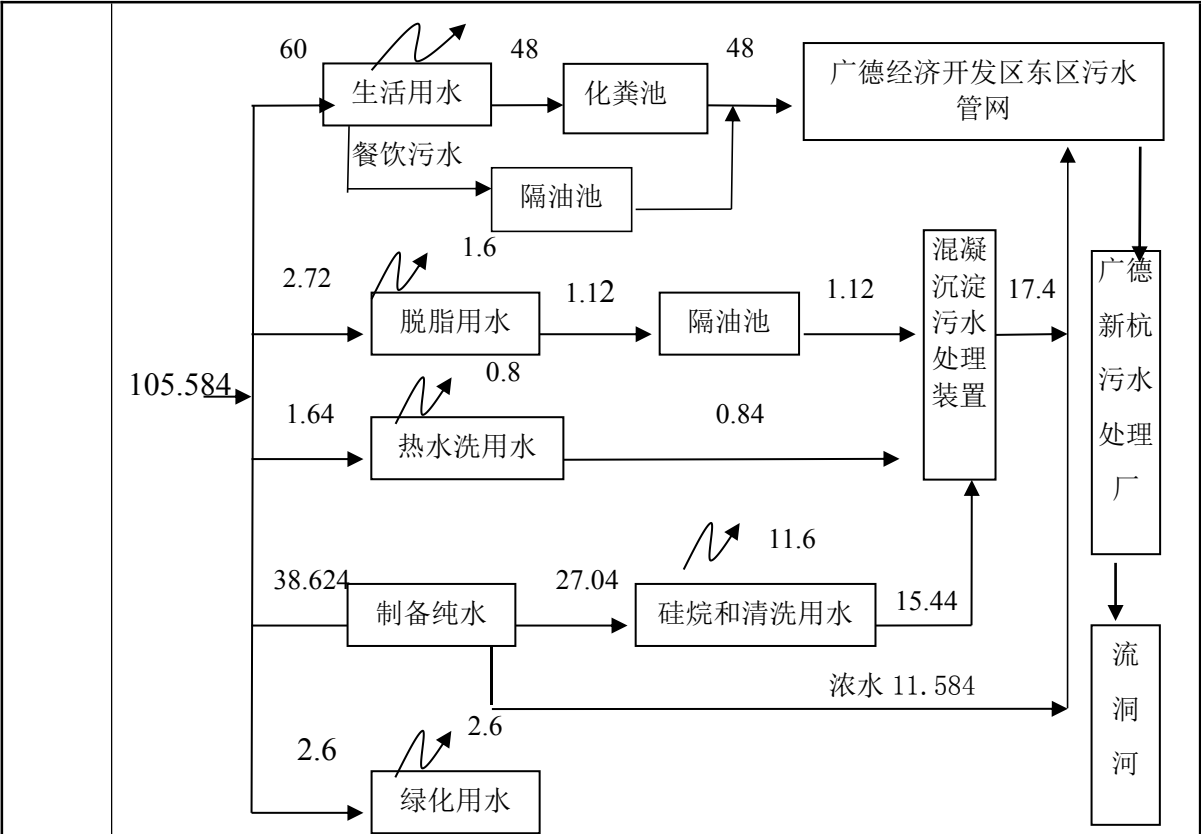 60
48
48
生活用水
化粪池
广德经济开发区东区污水
管网
餐饮污水
隔油池
1.6
2.72
脱脂用水
1.12
隔油池
1.12
混凝
沉淀
污水
处理
装置
17.4
广德
新杭
污水
处理
厂
105.584
0.8
1.64
热水洗用水
0.84
11.6
38.624
制备纯水
27.04
硅烷和清洗用水
15.44
浓水 11.584
流
洞
河
2.6
2.6
绿化用水